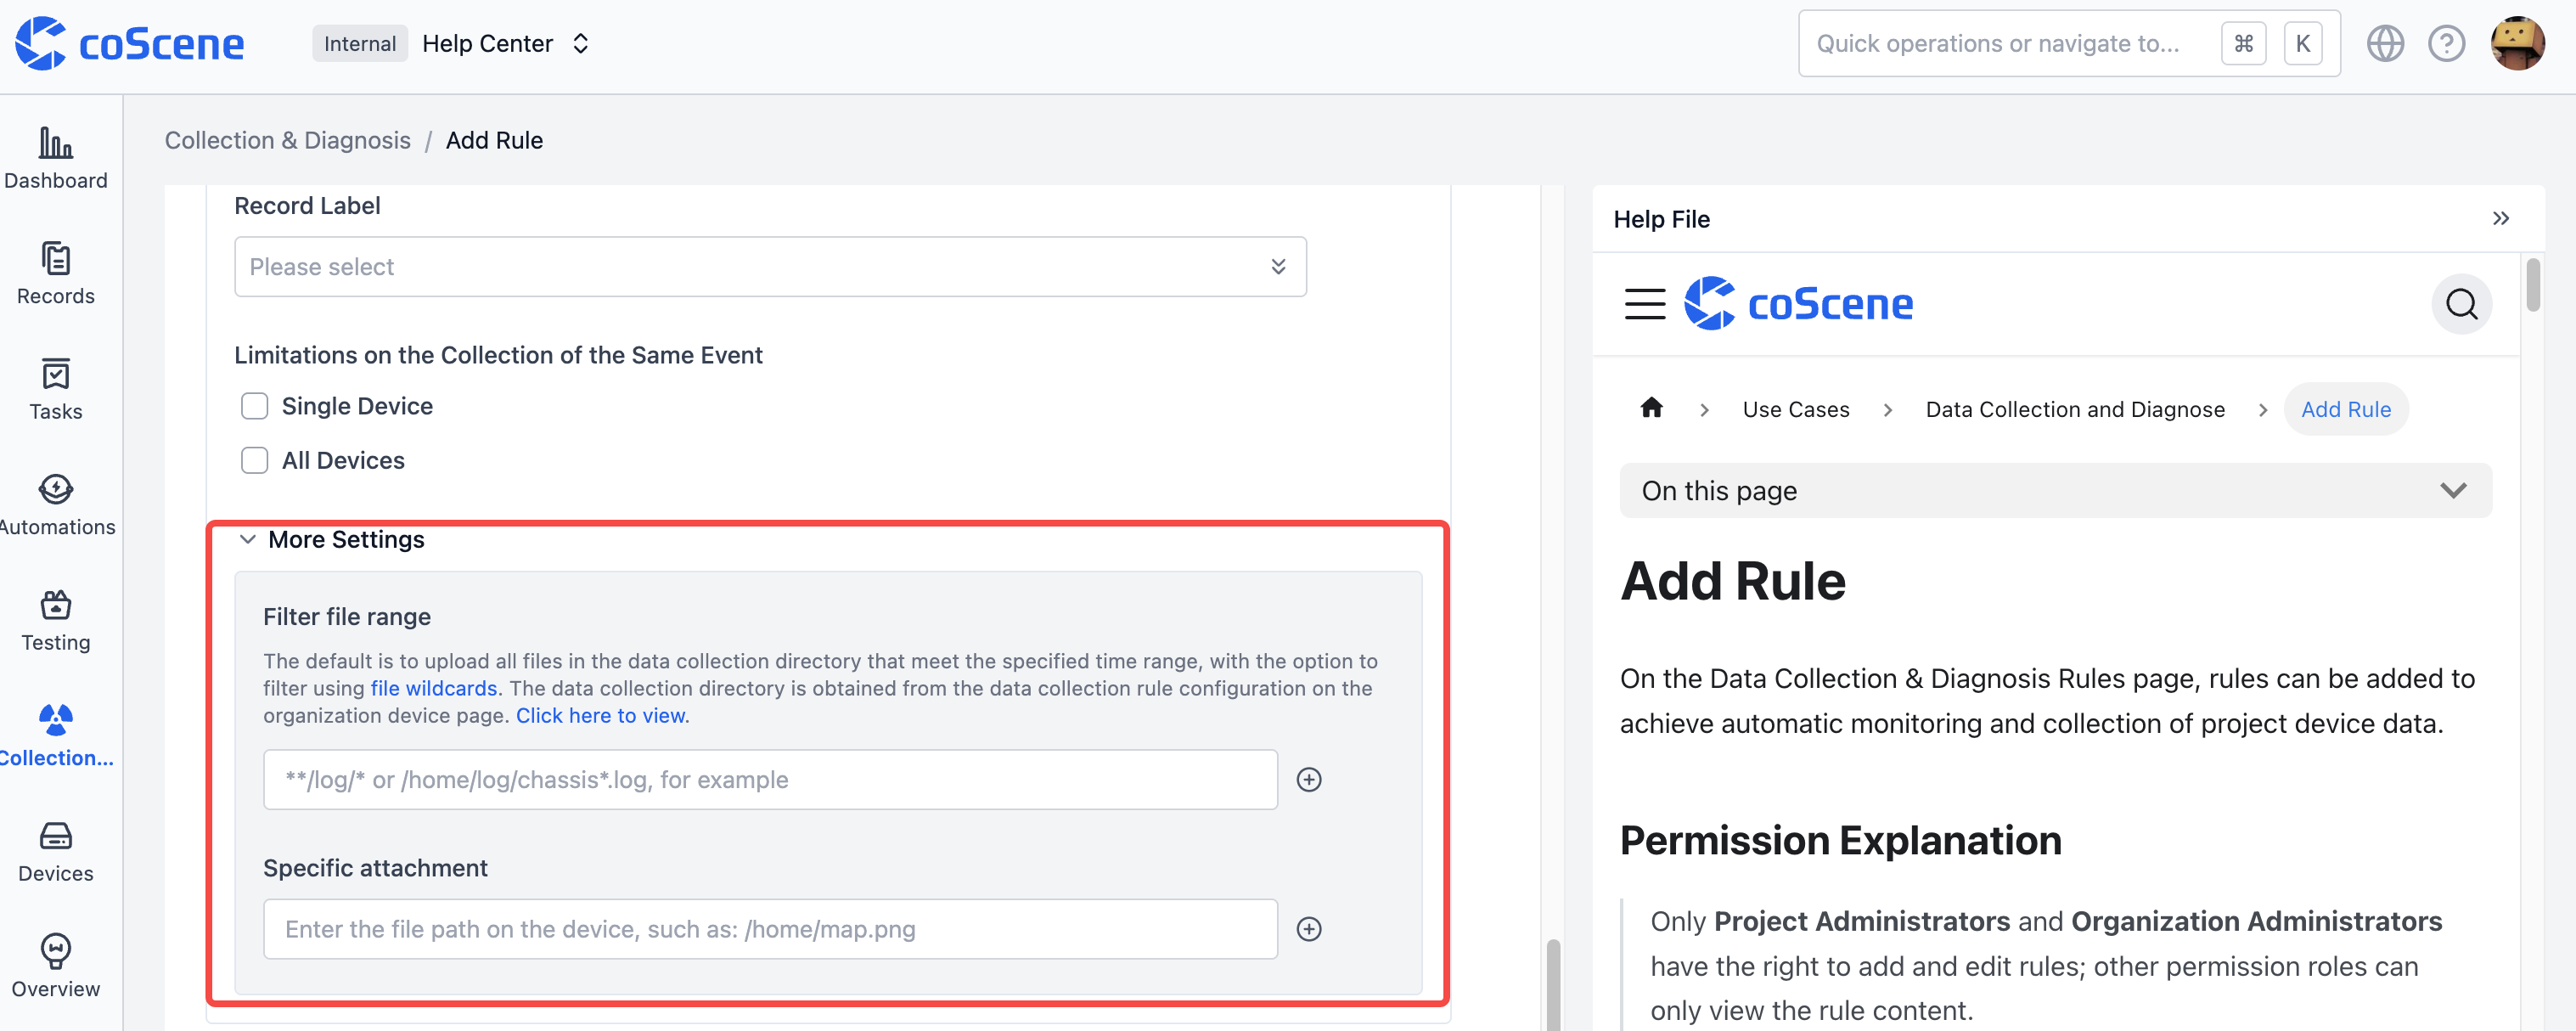 coScene
Internal Help Center
Quick operations or navigate to...
⌘ K
Dashboard
Records
Tasks
Automations
Testing
Collection...
Devices
Overview
Collection & Diagnosis / Add Rule
Record Label
Please select
Limitations on the Collection of the Same Event
Single Device
All Devices
More Settings
Filter file range
The default is to upload all files in the data collection directory that meet the specified time range, with the option to
filter using file wildcards. The data collection directory is obtained from the data collection rule configuration on the
organization device page. Click here to view.
**/log/* or /home/log/chassis*.log, for example
Specific attachment
Enter the file path on the device, such as: /home/map.png
Help File
coScene
Use Cases > Data Collection and Diagnose > Add Rule
On this page
Add Rule
On the Data Collection & Diagnosis Rules page, rules can be added to
achieve automatic monitoring and collection of project device data.
Permission Explanation
Only Project Administrators and Organization Administrators
have the right to add and edit rules; other permission roles can
only view the rule content.